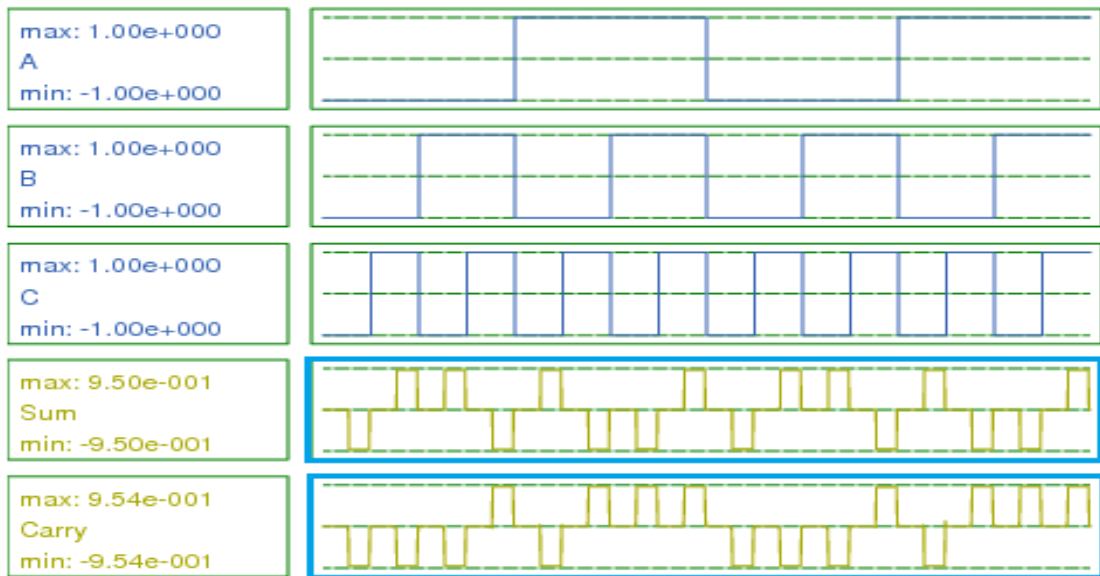 max: 1.00e+000
A
min: -1.00e+000
max: 1.00e+000
B
min: -1.00e+000
max: 1.00e+000
C
min: -1.00e+000
max: 9.50e-001
Sum
min: -9.50e-001
max: 9.54e-001
Carry
min: -9.54e-001